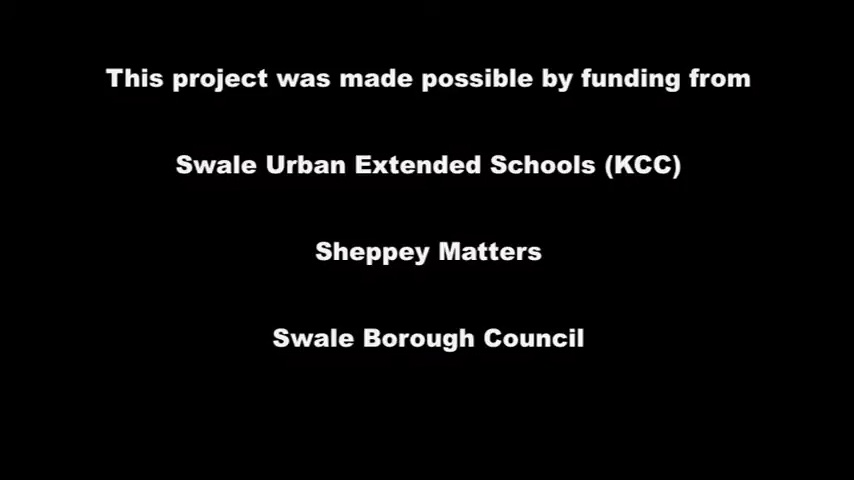 This project was made possible by funding from
Swale Urban Extended Schools (KCC)
Sheppey Matters
Swale Borough Council